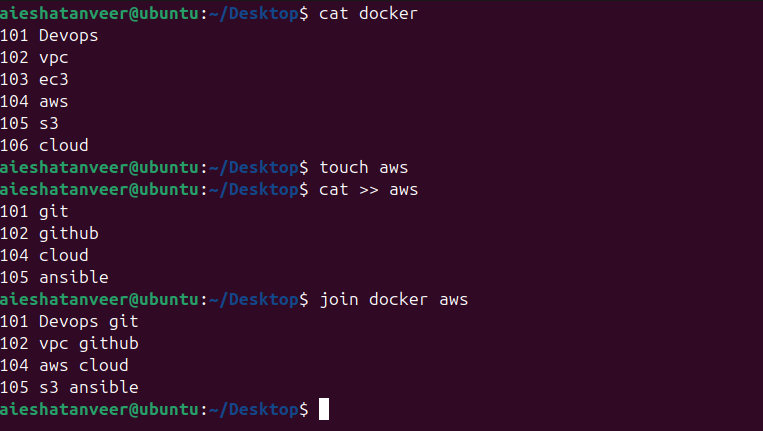 aieshatanveer@ubuntu:~/Desktop$ cat docker
101 Devops
102 vpc
103 ec3
104 aws
105 s3
106 cloud
aieshatanveer@ubuntu:~/Desktop$ touch aws
aieshatanveer@ubuntu:~/Desktop$ cat >> aws
101 git
102 github
104 cloud
105 ansible
aieshatanveer@ubuntu:~/Desktop$ join docker aws
101 Devops git
102 vpc github
104 aws cloud
105 s3 ansible
aieshatanveer@ubuntu:~/Desktop$